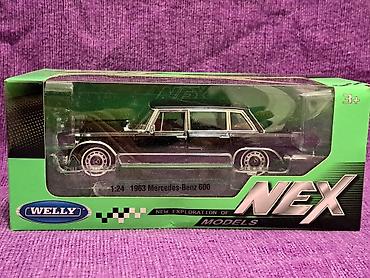 NEX
3+
1:24 1963 Mercedes-Benz 600
WELLY
NEW EXPLORATION OF
MODELS
NEX